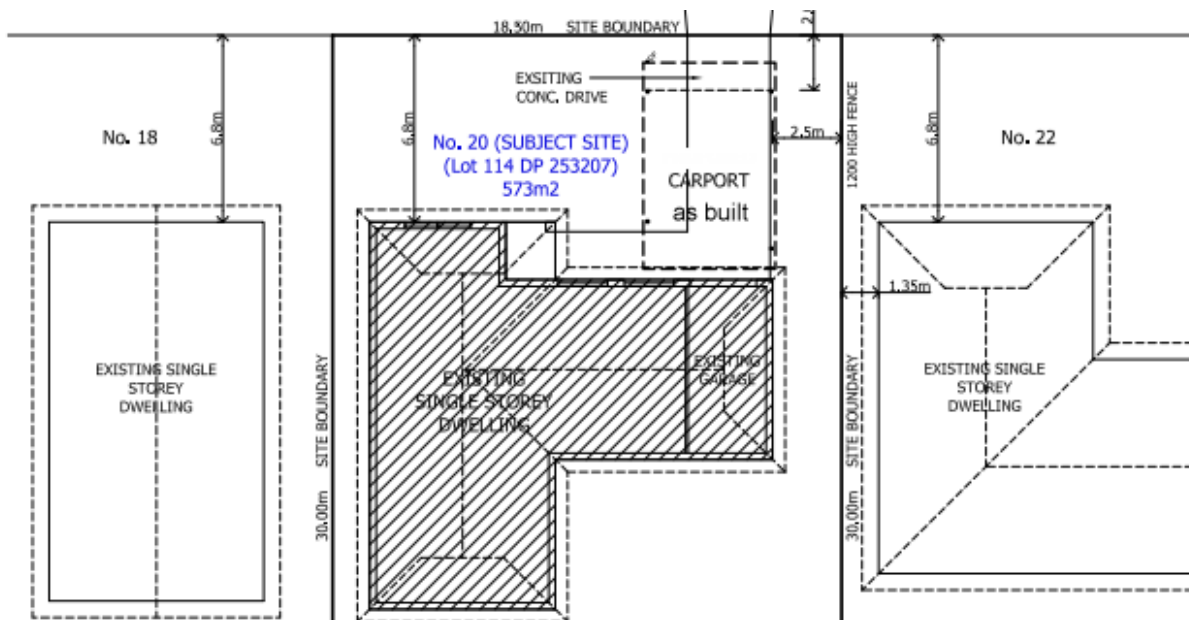 18.30m SITE BOUNDARY
2.
EXSITING
CONC. DRIVE
6.8m
No. 18
6.8m
No. 20 (SUBJECT SITE)
(Lot 114 DP 253207)
573m2
2.5m
1200 HIGH FENCE
6.8m
No. 22
CARPORT
as built
1.35m
EXISTING SINGLE
STOREY
DWELLING
30.00m SITE BOUNDARY
EXISTING
SINGLE STOREY
DWELLING
EXISTING
GARAGE
30.00m SITE BOUNDARY
EXISTING SINGLE
STOREY
DWELLING